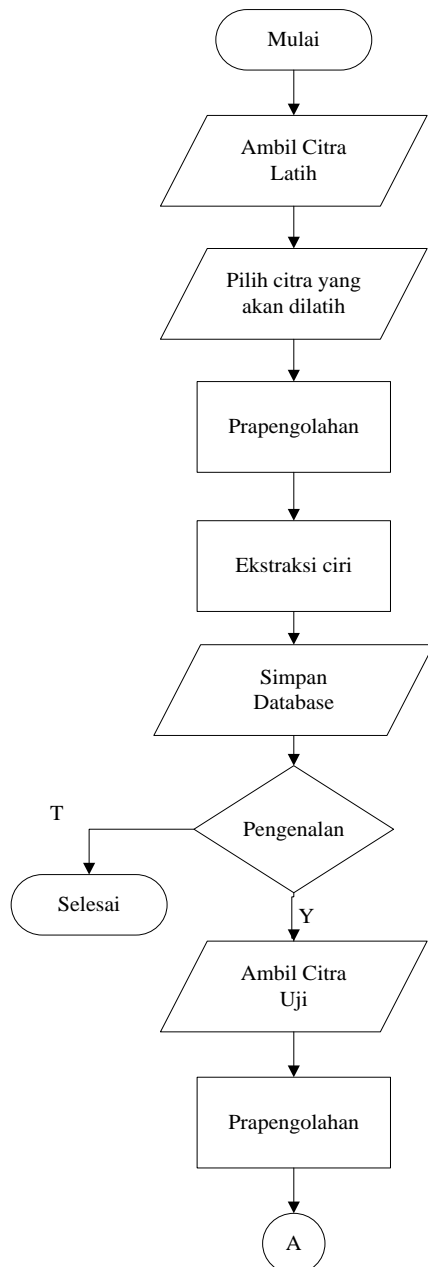 Mulai
Ambil Citra
Latih
Pilih citra yang
akan dilatih
Prapengolahan
Ekstraksi ciri
Simpan
Database
T
Pengenalan
Selesai
Y
Ambil Citra
Uji
Prapengolahan
A